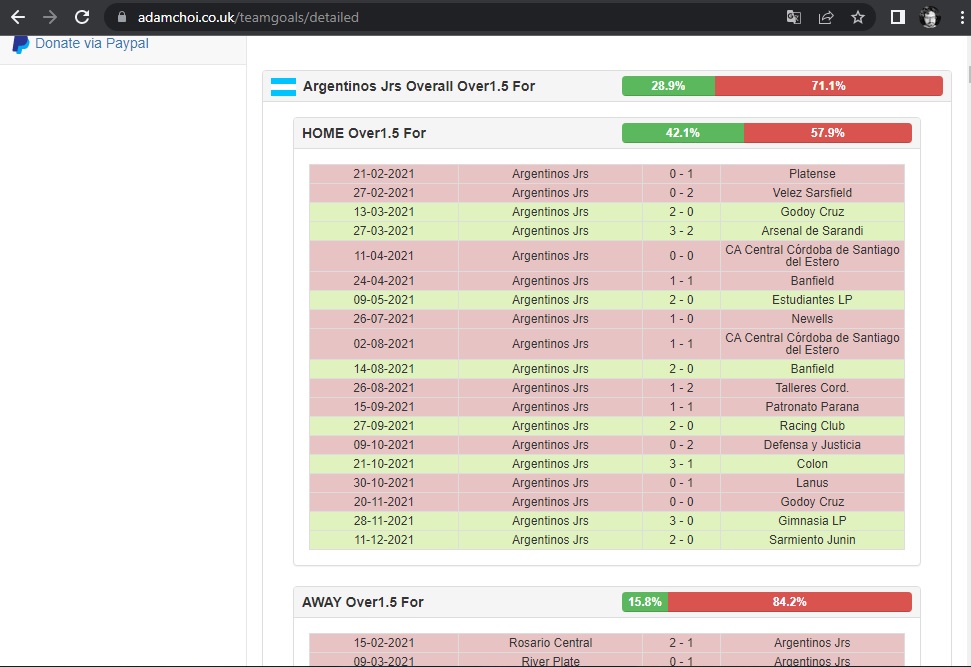 adamchoi.co.uk/teamgoals/detailed
Donate via Paypal
Argentinos Jrs Overall Over1.5 For 28.9% 71.1%
HOME Over1.5 For 42.1% 57.9%
21-02-2021 Argentinos Jrs 0 - 1 Platense
27-02-2021 Argentinos Jrs 0 - 2 Velez Sarsfield
13-03-2021 Argentinos Jrs 2 - 0 Godoy Cruz
27-03-2021 Argentinos Jrs 3 - 2 Arsenal de Sarandi
11-04-2021 Argentinos Jrs 0 - 0 CA Central Córdoba de Santiago
del Estero
24-04-2021 Argentinos Jrs 1 - 1 Banfield
09-05-2021 Argentinos Jrs 2 - 0 Estudiantes LP
26-07-2021 Argentinos Jrs 1 - 0 Newells
02-08-2021 Argentinos Jrs 1 - 1 CA Central Córdoba de Santiago
del Estero
14-08-2021 Argentinos Jrs 2 - 0 Banfield
26-08-2021 Argentinos Jrs 1 - 2 Talleres Cord.
15-09-2021 Argentinos Jrs 1 - 1 Patronato Parana
27-09-2021 Argentinos Jrs 2 - 0 Racing Club
09-10-2021 Argentinos Jrs 0 - 2 Defensa y Justicia
21-10-2021 Argentinos Jrs 3 - 1 Colon
30-10-2021 Argentinos Jrs 0 - 1 Lanus
20-11-2021 Argentinos Jrs 0 - 0 Godoy Cruz
28-11-2021 Argentinos Jrs 3 - 0 Gimnasia LP
11-12-2021 Argentinos Jrs 2 - 0 Sarmiento Junin
AWAY Over1.5 For 15.8% 84.2%
15-02-2021 Rosario Central 2 - 1 Argentinos Jrs
09-03-2021 River Plate 0 - 1 Argentinos Jrs